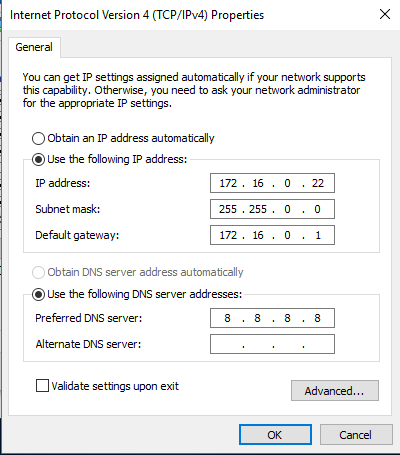 Internet Protocol Version 4 (TCP/IPv4) Properties
General
You can get IP settings assigned automatically if your network supports
this capability. Otherwise, you need to ask your network administrator
for the appropriate IP settings.
Obtain an IP address automatically
Use the following IP address:
IP address: 172 . 16 . 0 . 22
Subnet mask: 255 . 255 . 0 . 0
Default gateway: 172 . 16 . 0 . 1
Obtain DNS server address automatically
Use the following DNS server addresses:
Preferred DNS server: 8 . 8 . 8 . 8
Alternate DNS server: . . .
Validate settings upon exit
Advanced...
OK Cancel